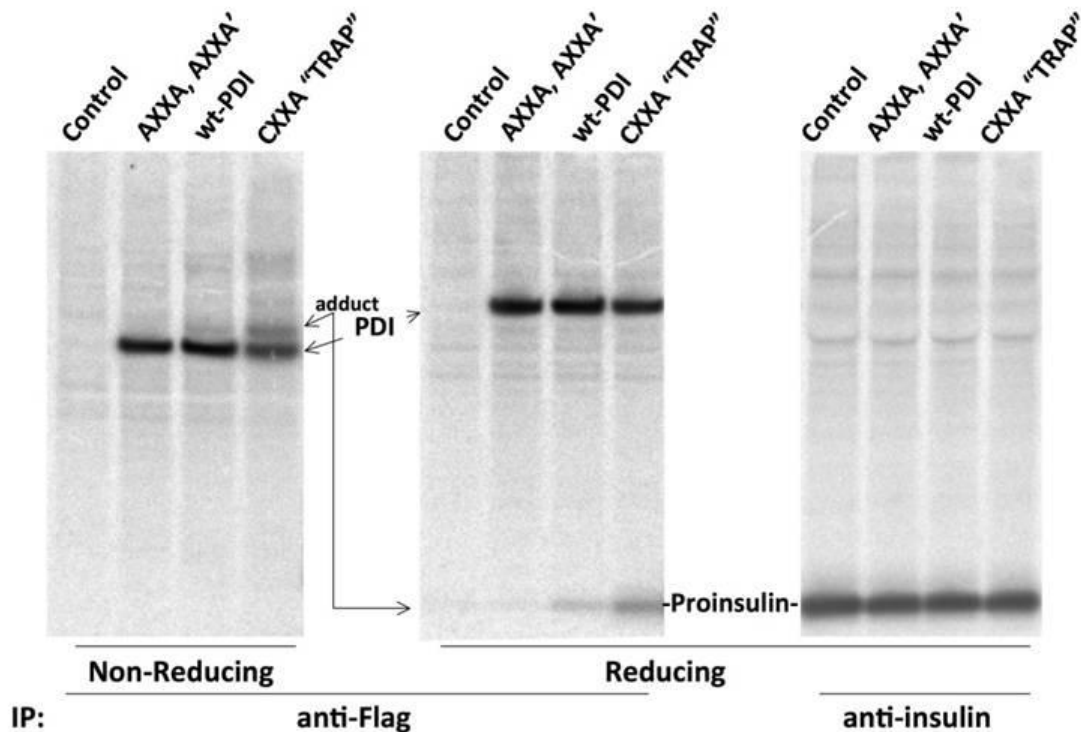 Control AXXA, AXXA’ wt-PDI CXXA “TRAP”
Control AXXA, AXXA’ wt-PDI CXXA “TRAP”
Control AXXA, AXXA’ wt-PDI CXXA “TRAP”
adduct
PDI
-Proinsulin-
Non-Reducing Reducing
IP: anti-Flag anti-insulin